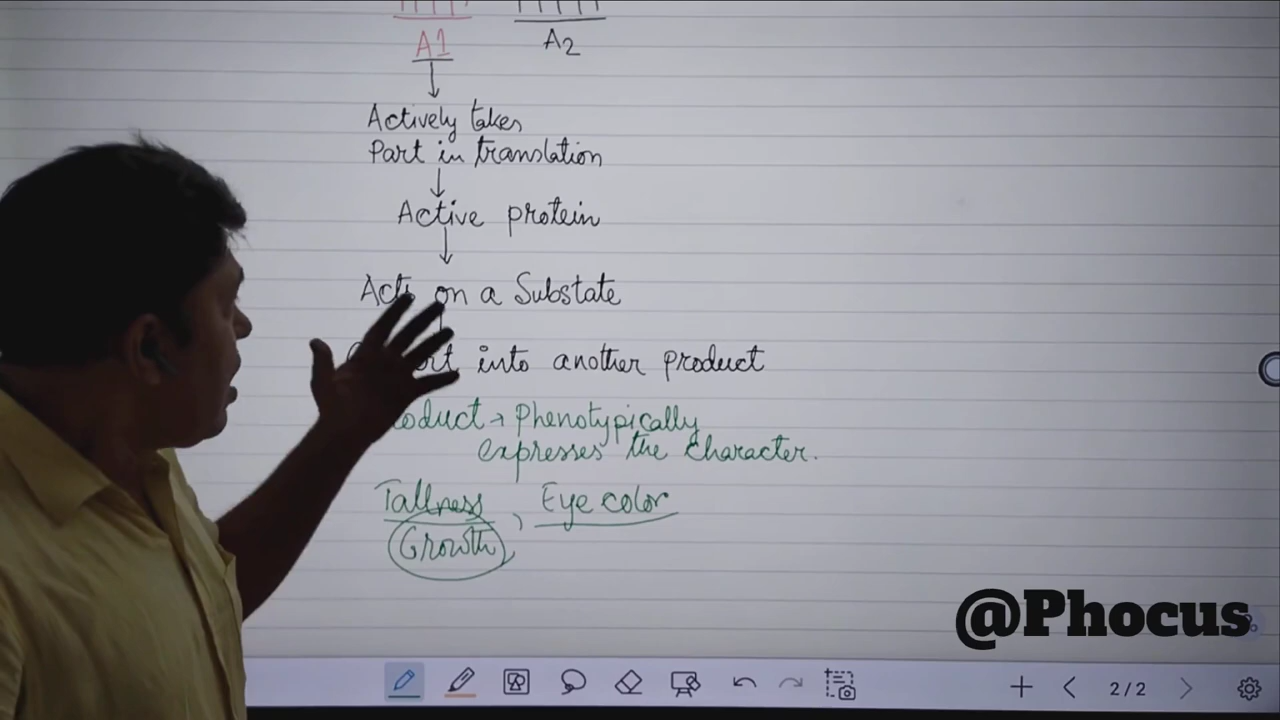 A1
A2
Actively takes
Part in translation
Active protein
Acts on a Substate
into another product
→ Phenotypically
expresses the character.
Tallness, Eye color
Growth
@Phocus
2/2